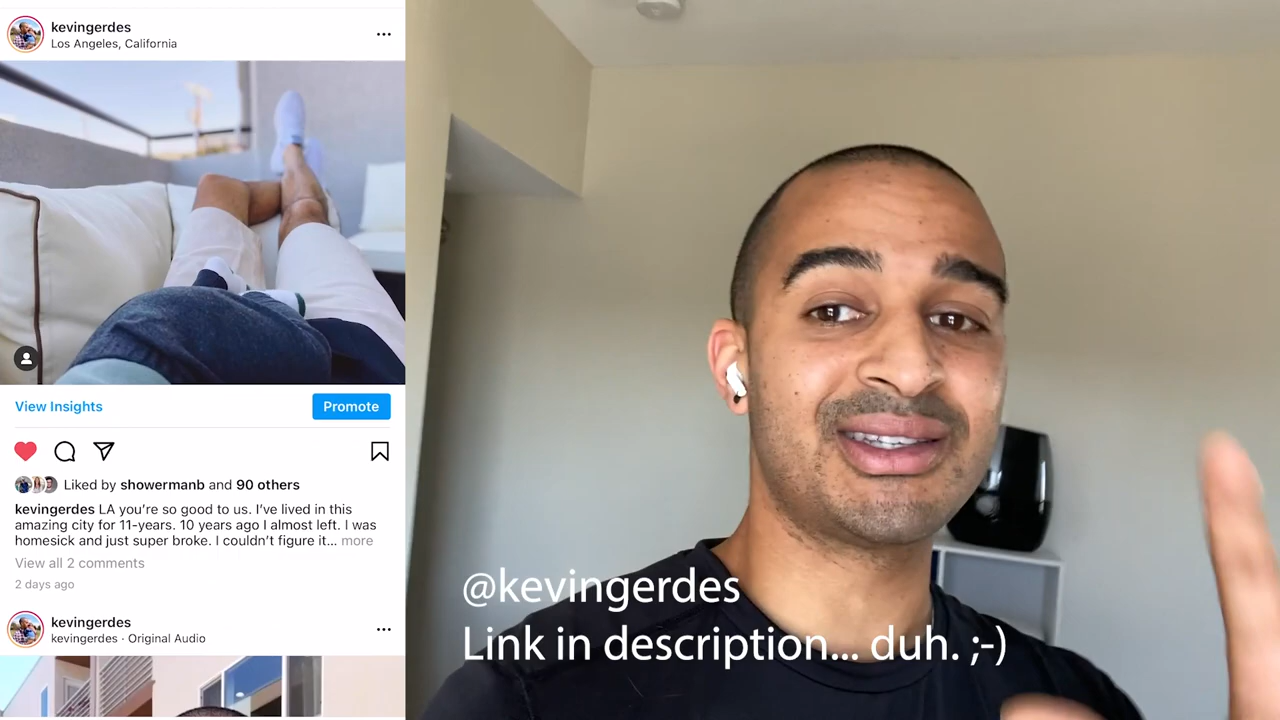 kevingerdes
Los Angeles, California
View Insights
Promote
Liked by showermanb and 90 others
kevingerdes LA you're so good to us. I've lived in this
amazing city for 11-years. 10 years ago I almost left. I was
homesick and just super broke. I couldn't figure it... more
View all 2 comments
2 days ago
kevingerdes
kevingerdes · Original Audio
@kevingerdes
Link in description... duh. ;-)